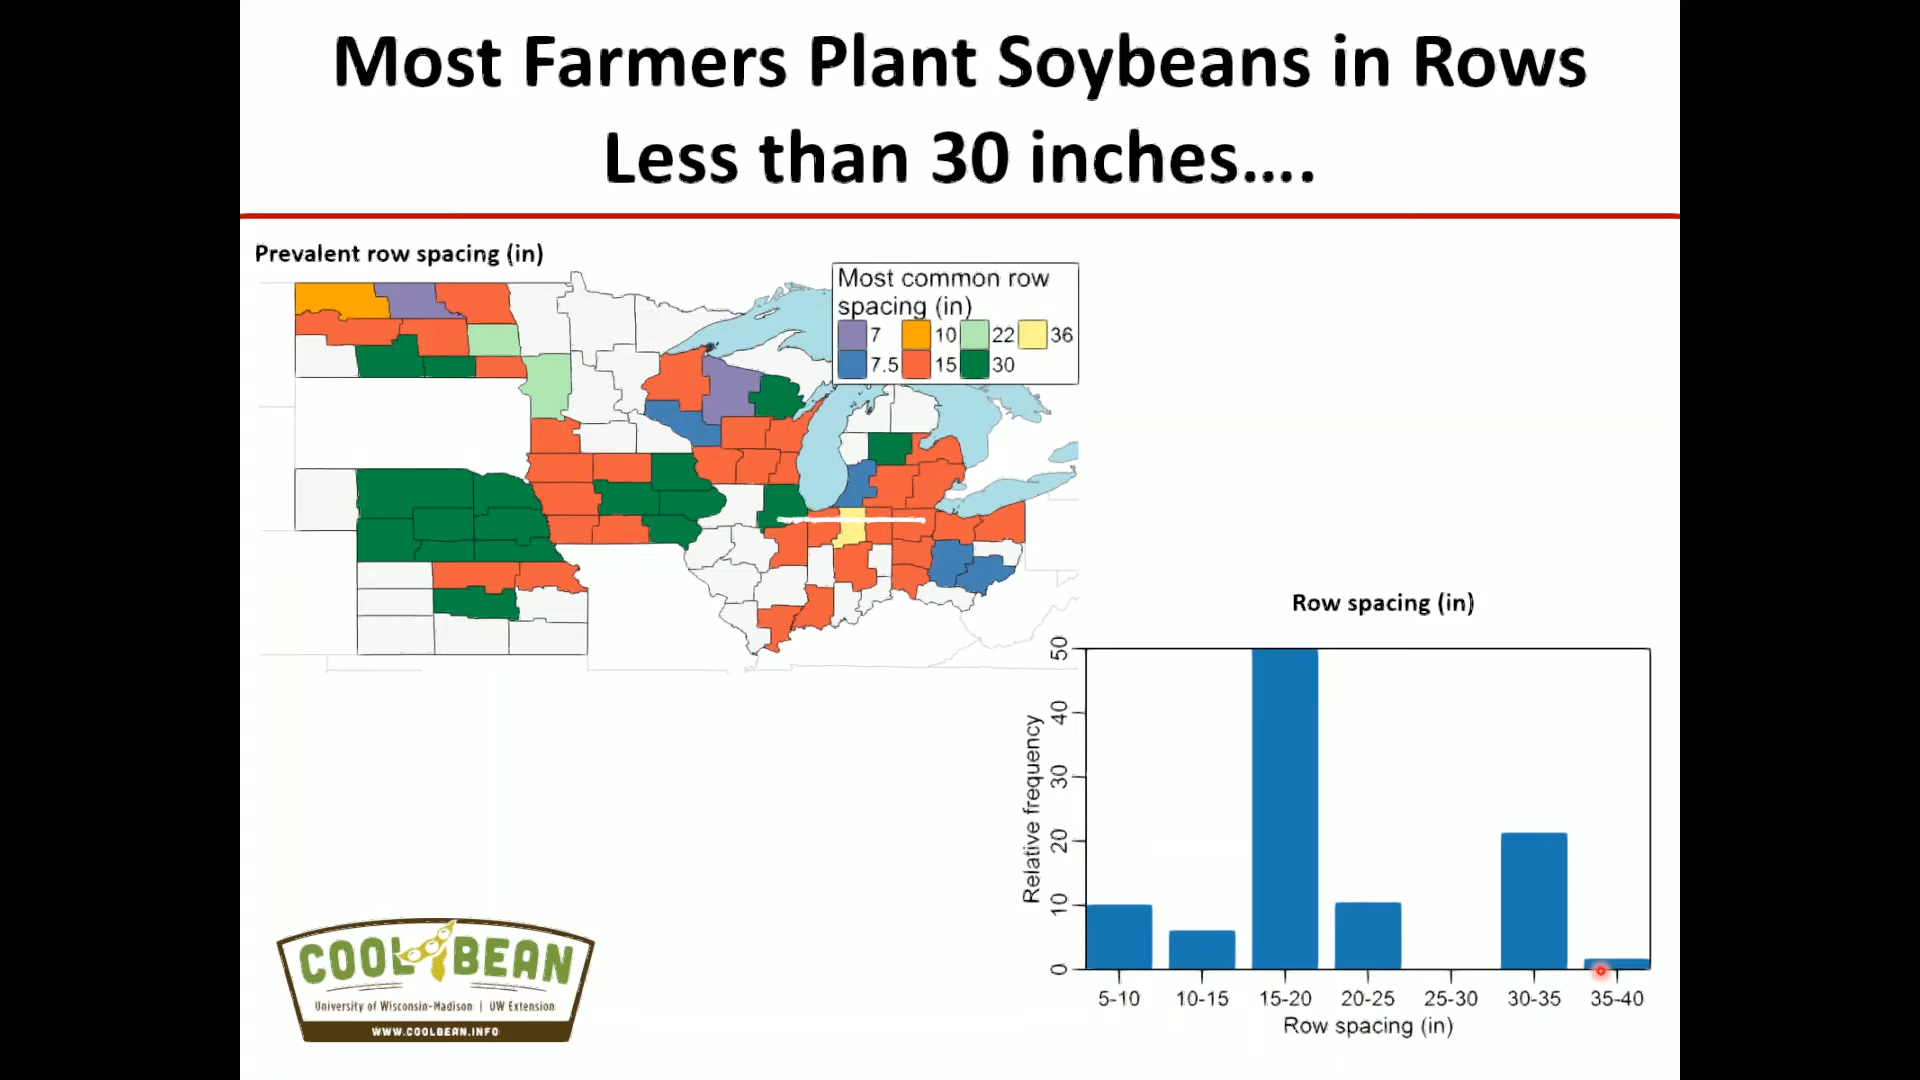 Most Farmers Plant Soybeans in Rows
Less than 30 inches....
Prevalent row spacing (in)
Most common row
spacing (in)
7 10 22 36
7.5 15 30
Row spacing (in)
50
40
30
20
10
0
Relative frequency
5-10 10-15 15-20 20-25 25-30 30-35 35-40
Row spacing (in)
COOL BEAN
University of Wisconsin-Madison | UW Extension
WWW.COOLBEAN.INFO